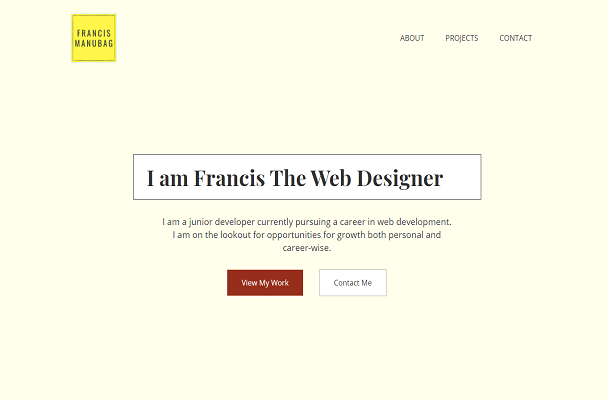 FRANCIS
MANUBAG
ABOUT
PROJECTS
CONTACT
I am Francis The Web Designer
I am a junior developer currently pursuing a career in web development.
I am on the lookout for opportunities for growth both personal and
career-wise.
View My Work
Contact Me